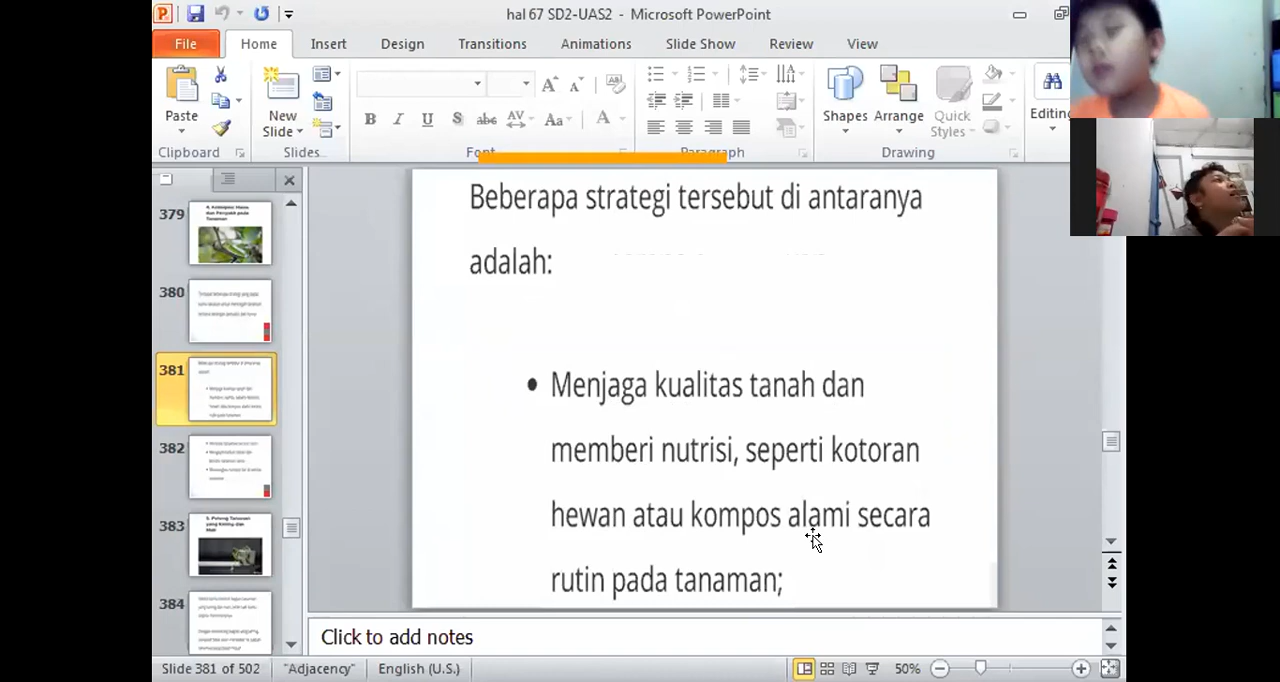 hal 67 SD2-UAS2 - Microsoft PowerPoint
File Home Insert Design Transitions Animations Slide Show Review View
Paste
New
Slide
Shapes Arrange Quick
Styles
Editing
Clipboard Slides Font Paragraph Drawing
379
380
381
382
383
384
Beberapa strategi tersebut di antaranya
adalah:
• Menjaga kualitas tanah dan
memberi nutrisi, seperti kotoran
hewan atau kompos alami secara
rutin pada tanaman;
Click to add notes
Slide 381 of 502 "Adjacency" English (U.S.) 50%